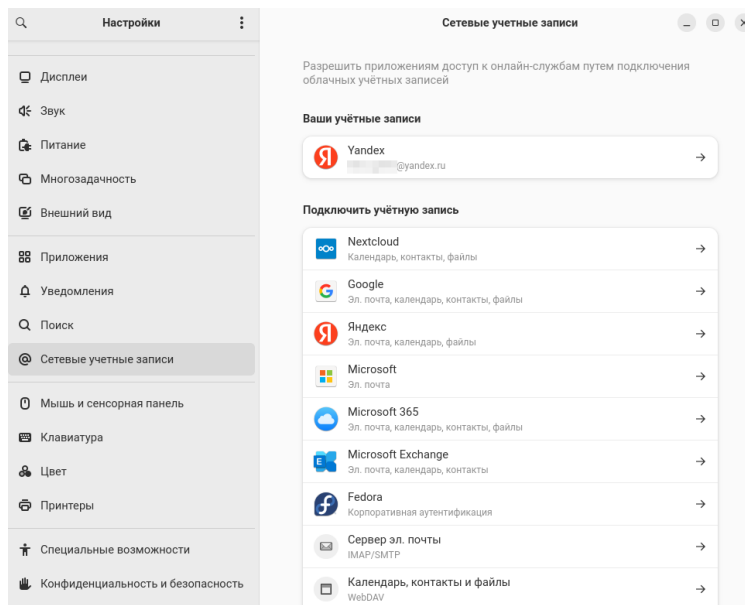 Настройки
Дисплеи
Звук
Питание
Многозадачность
Внешний вид
Приложения
Уведомления
Поиск
Сетевые учетные записи
Мышь и сенсорная панель
Клавиатура
Цвет
Принтеры
Специальные возможности
Конфиденциальность и безопасность
Сетевые учетные записи
Разрешить приложениям доступ к онлайн-службам путем подключения
облачных учётных записей
Ваши учётные записи
Yandex
@yandex.ru
Подключить учётную запись
Nextcloud
Календарь, контакты, файлы
Google
Эл. почта, календарь, контакты, файлы
Яндекс
Эл. почта, календарь, файлы
Microsoft
Эл. почта
Microsoft 365
Эл. почта, календарь, контакты, файлы
Microsoft Exchange
Эл. почта, календарь, контакты
Fedora
Корпоративная аутентификация
Сервер эл. почты
IMAP/SMTP
Календарь, контакты и файлы
WebDAV